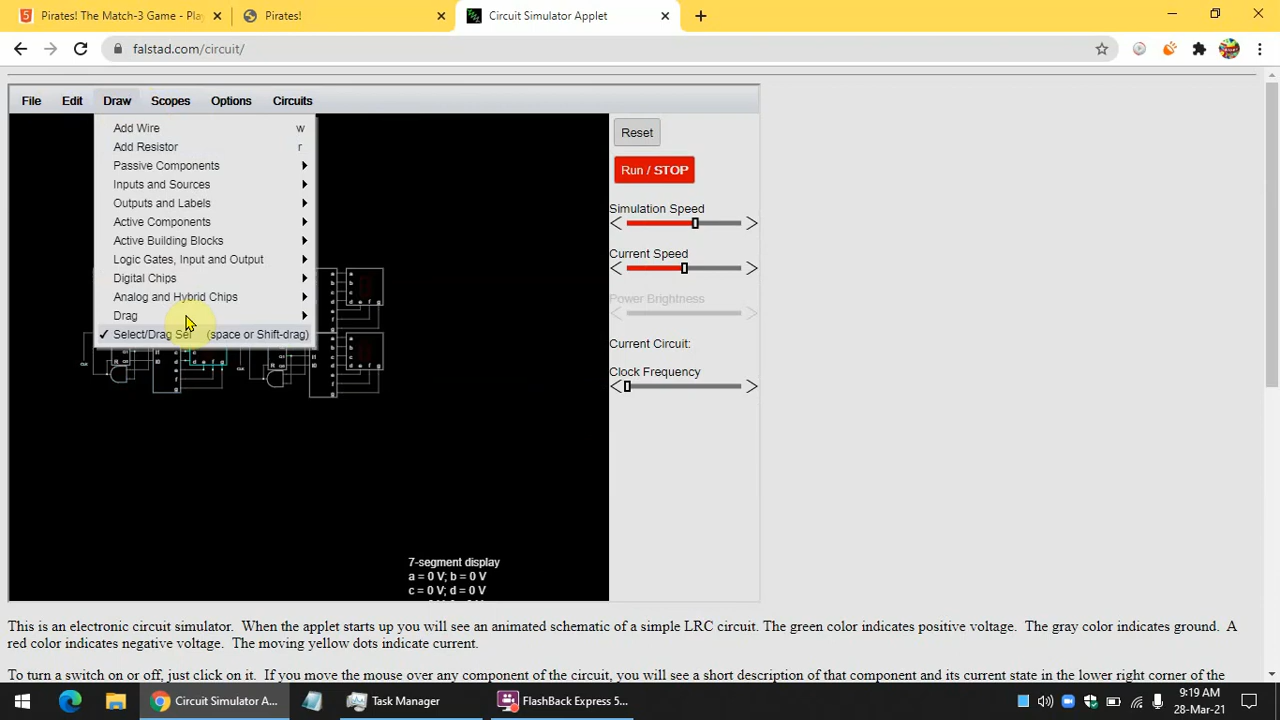 Pirates! The Match-3 Game - Pla
Pirates!
Circuit Simulator Applet
falstad.com/circuit/
File Edit Draw Scopes Options Circuits
Add Wire w
Add Resistor r
Passive Components
Inputs and Sources
Outputs and Labels
Active Components
Active Building Blocks
Logic Gates, Input and Output
Digital Chips
Analog and Hybrid Chips
Drag
Select/Drag (space or Shift-drag)
Reset
Run / STOP
Simulation Speed
Current Speed
Power Brightness
Current Circuit:
Clock Frequency
7-segment display
a = 0 V; b = 0 V
c = 0 V; d = 0 V
This is an electronic circuit simulator. When the applet starts up you will see an animated schematic of a simple LRC circuit. The green color indicates positive voltage. The gray color indicates ground. A
red color indicates negative voltage. The moving yellow dots indicate current.
To turn a switch on or off, just click on it. If you move the mouse over any component of the circuit, you will see a short description of that component and its current state in the lower right corner of the
Circuit Simulator A...
Task Manager
FlashBack Express 5...
9:19 AM
28-Mar-21